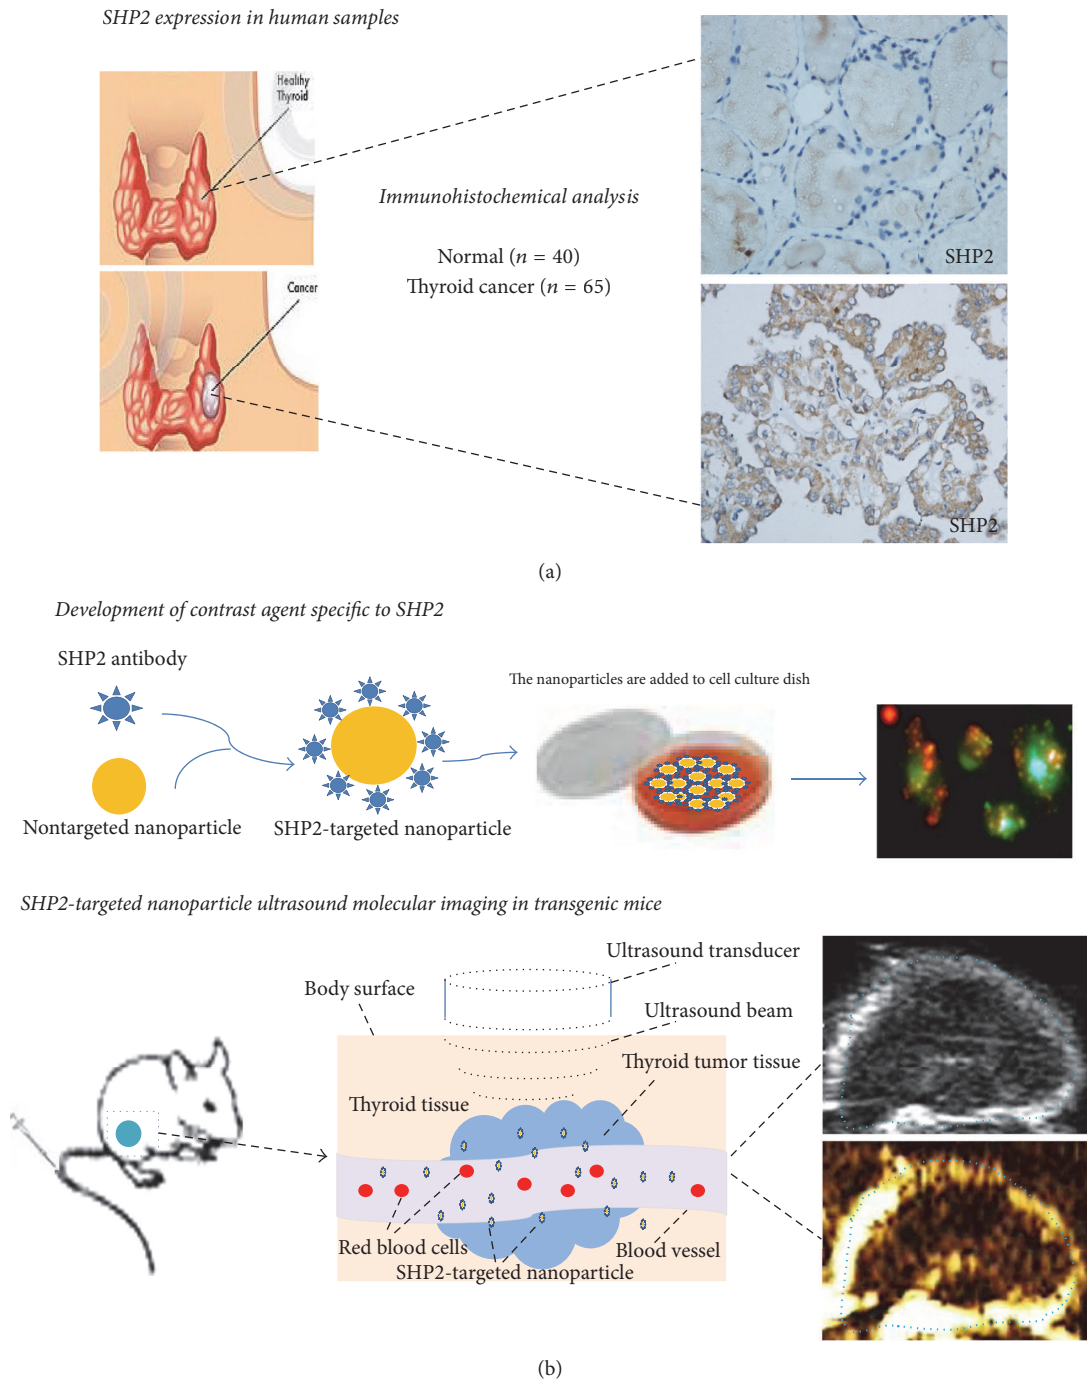 SHP2 expression in human samples
Healthy
Thyroid
Immunohistochemical analysis
Normal (n = 40)
Thyroid cancer (n = 65)
SHP2
Cancer
SHP2
(a)
Development of contrast agent specific to SHP2
SHP2 antibody
The nanoparticles are added to cell culture dish
Nontargeted nanoparticle
SHP2-targeted nanoparticle
SHP2-targeted nanoparticle ultrasound molecular imaging in transgenic mice
Ultrasound transducer
Body surface
Ultrasound beam
Thyroid tumor tissue
Thyroid tissue
Red blood cells
Blood vessel
SHP2-targeted nanoparticle
(b)